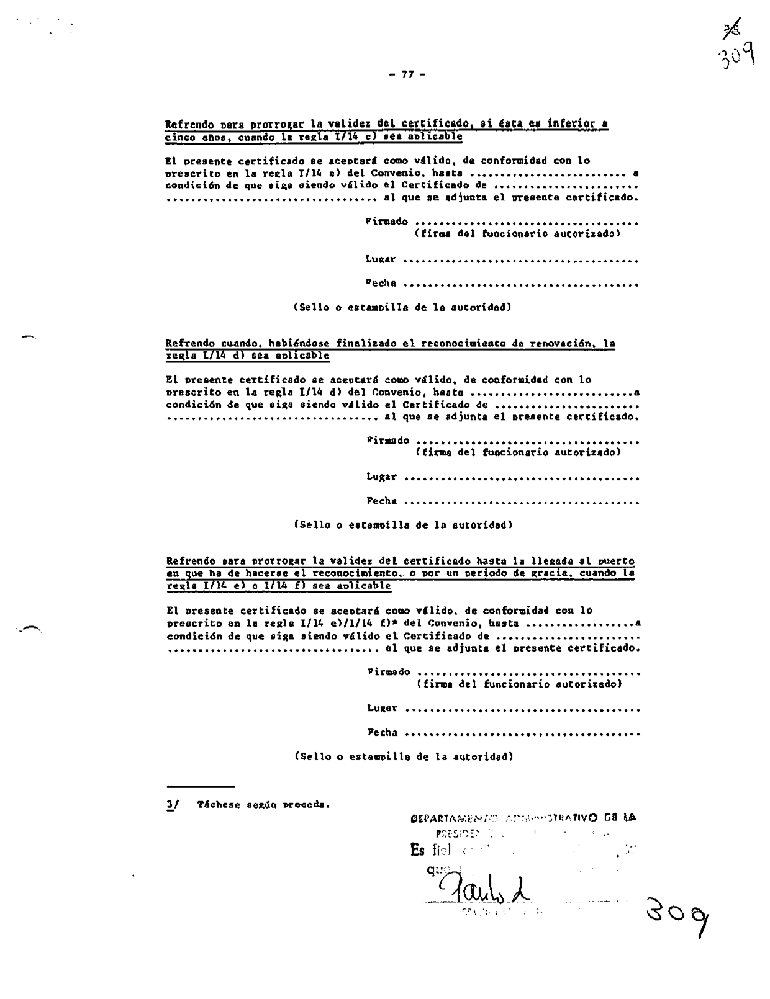 309
- 77 -
Refrendo para prorrogar la validez del certificado, si ésta es inferior a
cinco años, cuando la regla I/14 c) sea aplicable
El presente certificado se aceptará como válido, de conformidad con lo
prescrito en la regla I/14 c) del Convenio, hasta ......................... a
condición de que siga siendo válido el Certificado de .......................
................................. al que se adjunta el presente certificado.
Firmado ....................................
(firma del funcionario autorizado)
Lugar ......................................
Fecha ......................................
(Sello o estampilla de la autoridad)
Refrendo cuando, habiéndose finalizado el reconocimiento de renovación, la
regla I/14 d) sea aplicable
El presente certificado se aceptará como válido, de conformidad con lo
prescrito en la regla I/14 d) del Convenio, hasta ..........................a
condición de que siga siendo válido el Certificado de .......................
................................. al que se adjunta el presente certificado.
Firmado ....................................
(firma del funcionario autorizado)
Lugar ......................................
Fecha ......................................
(Sello o estampilla de la autoridad)
Refrendo para prorrogar la validez del certificado hasta la llegada al puerto
en que ha de hacerse el reconocimiento, o por un periodo de gracia, cuando la
regla I/14 e) o I/14 f) sea aplicable
El presente certificado se aceptará como válido, de conformidad con lo
prescrito en la regla I/14 e)/I/14 f)* del Convenio, hasta .................a
condición de que siga siendo válido el Certificado de .......................
................................. al que se adjunta el presente certificado.
Firmado ....................................
(firma del funcionario autorizado)
Lugar ......................................
Fecha ......................................
(Sello o estampilla de la autoridad)
3/ Táchese según proceda.
DEPARTAMENTO ADMINISTRATIVO DE LA
Es fiel
que
309